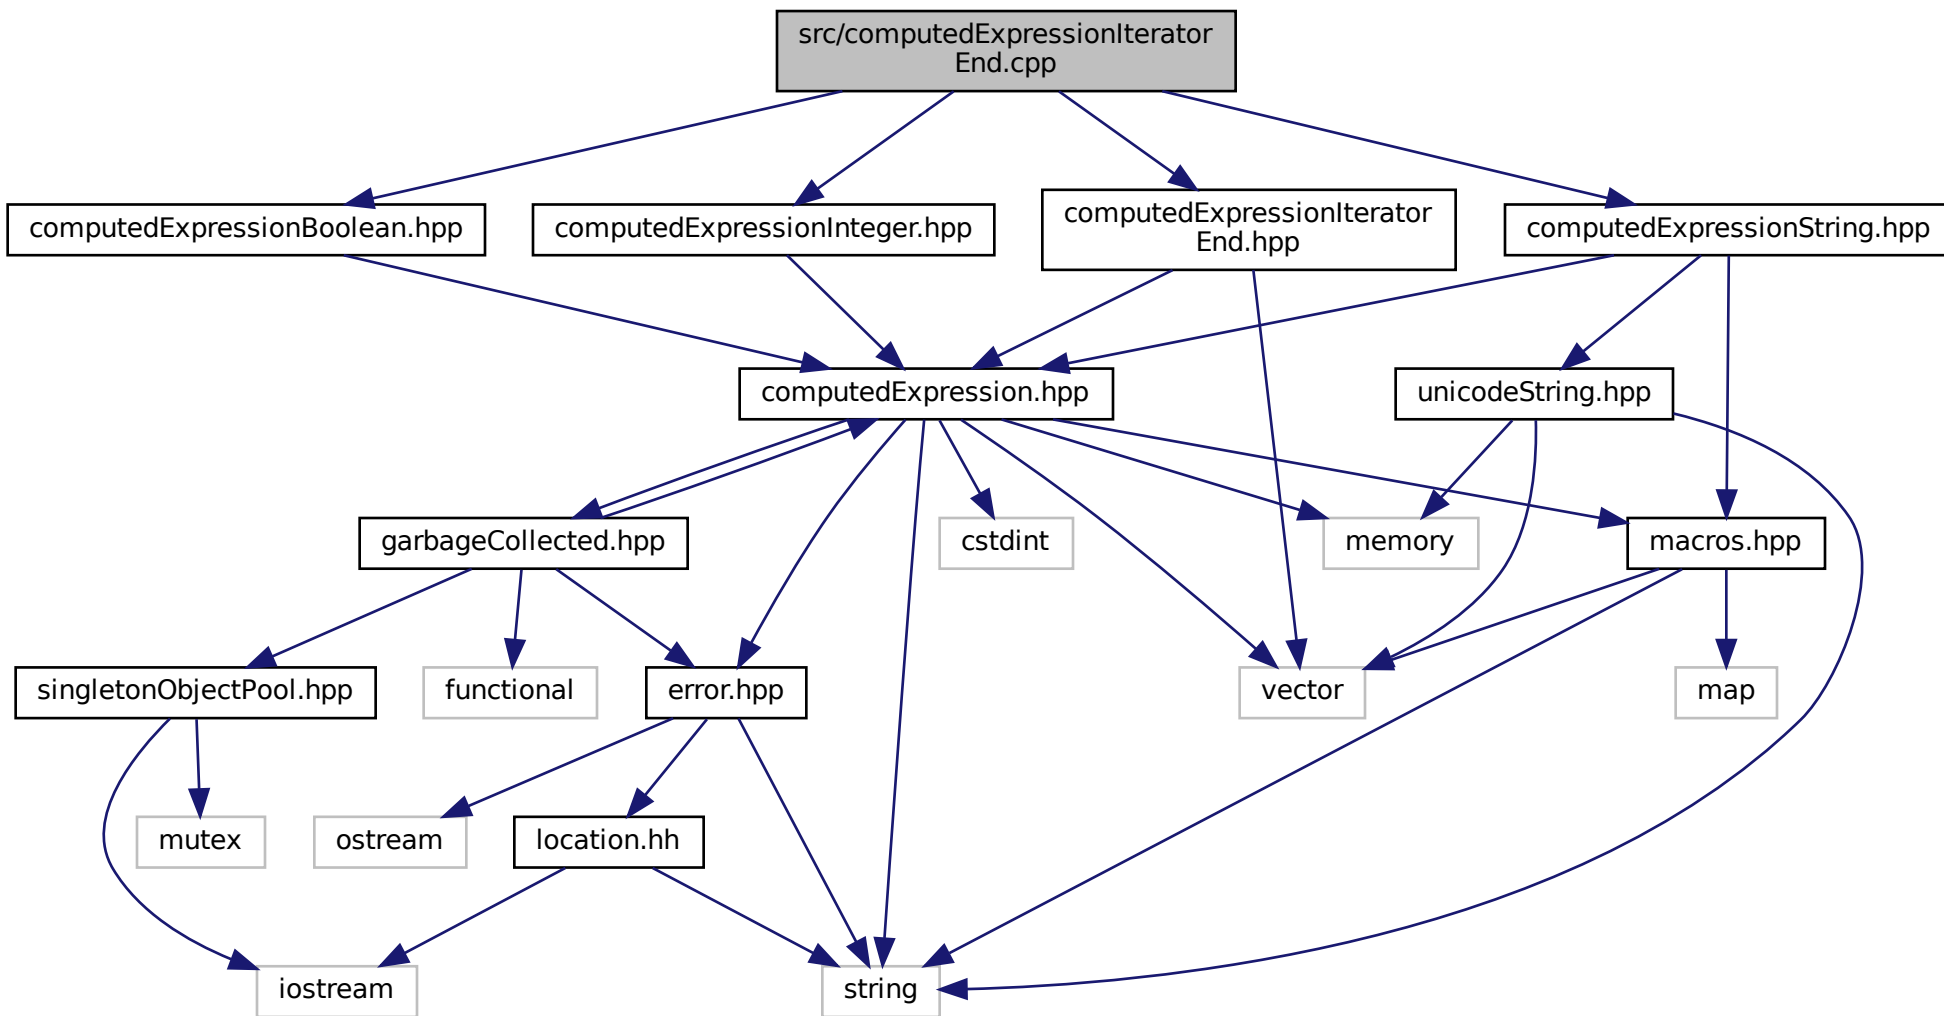 src/computedExpressionIterator
End.cpp
computedExpressionBoolean.hpp
computedExpressionInteger.hpp
computedExpressionIterator
End.hpp
computedExpressionString.hpp
computedExpression.hpp
unicodeString.hpp
garbageCollected.hpp
cstdint
memory
macros.hpp
singletonObjectPool.hpp
functional
error.hpp
vector
map
mutex
ostream
location.hh
iostream
string